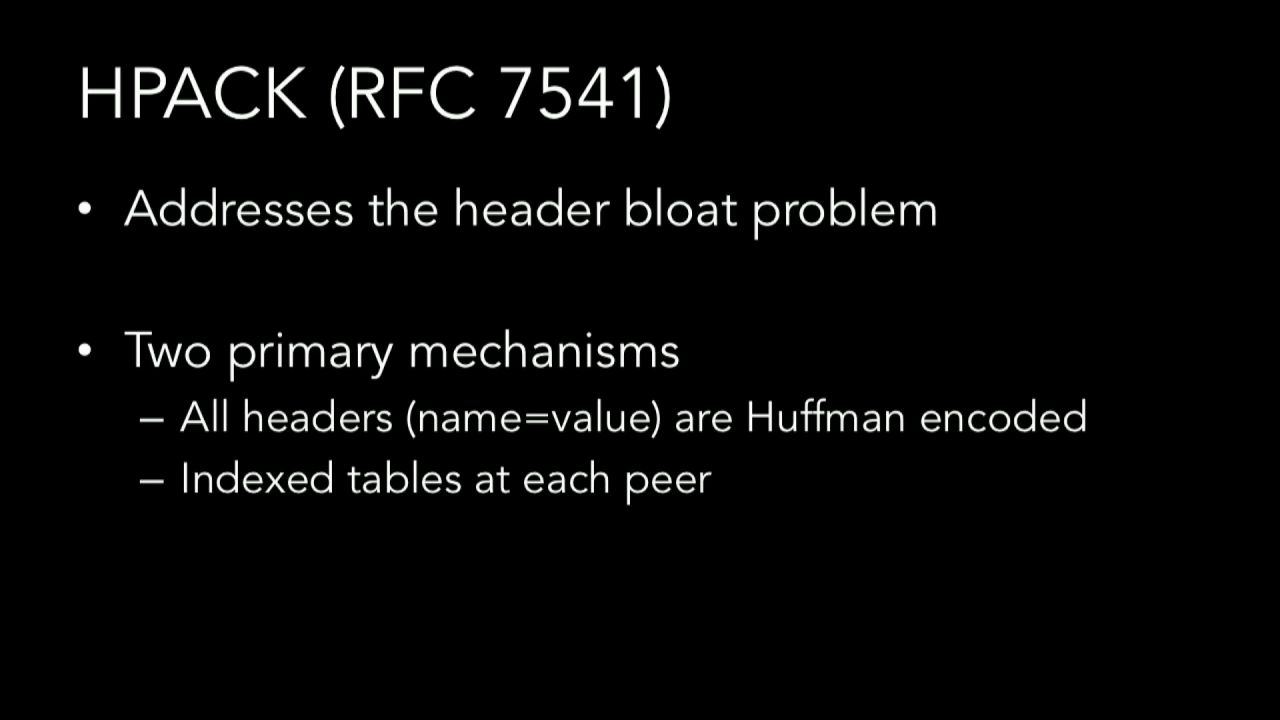 HPACK (RFC 7541)
• Addresses the header bloat problem
• Two primary mechanisms
– All headers (name=value) are Huffman encoded
– Indexed tables at each peer